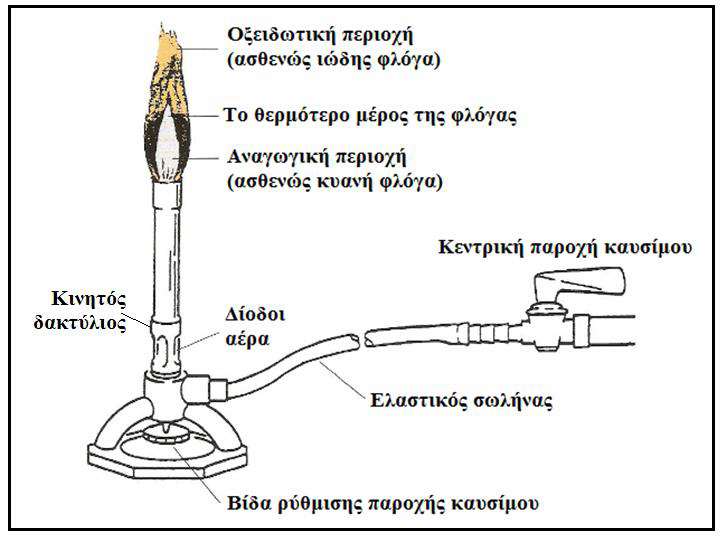 Οξειδωτική περιοχή
(ασθενώς ιώδης φλόγα)
Το θερμότερο μέρος της φλόγας
Αναγωγική περιοχή
(ασθενώς κυανή φλόγα)
Κεντρική παροχή καυσίμου
Κινητός
δακτύλιος
Δίοδοι
αέρα
Ελαστικός σωλήνας
Βίδα ρύθμισης παροχής καυσίμου